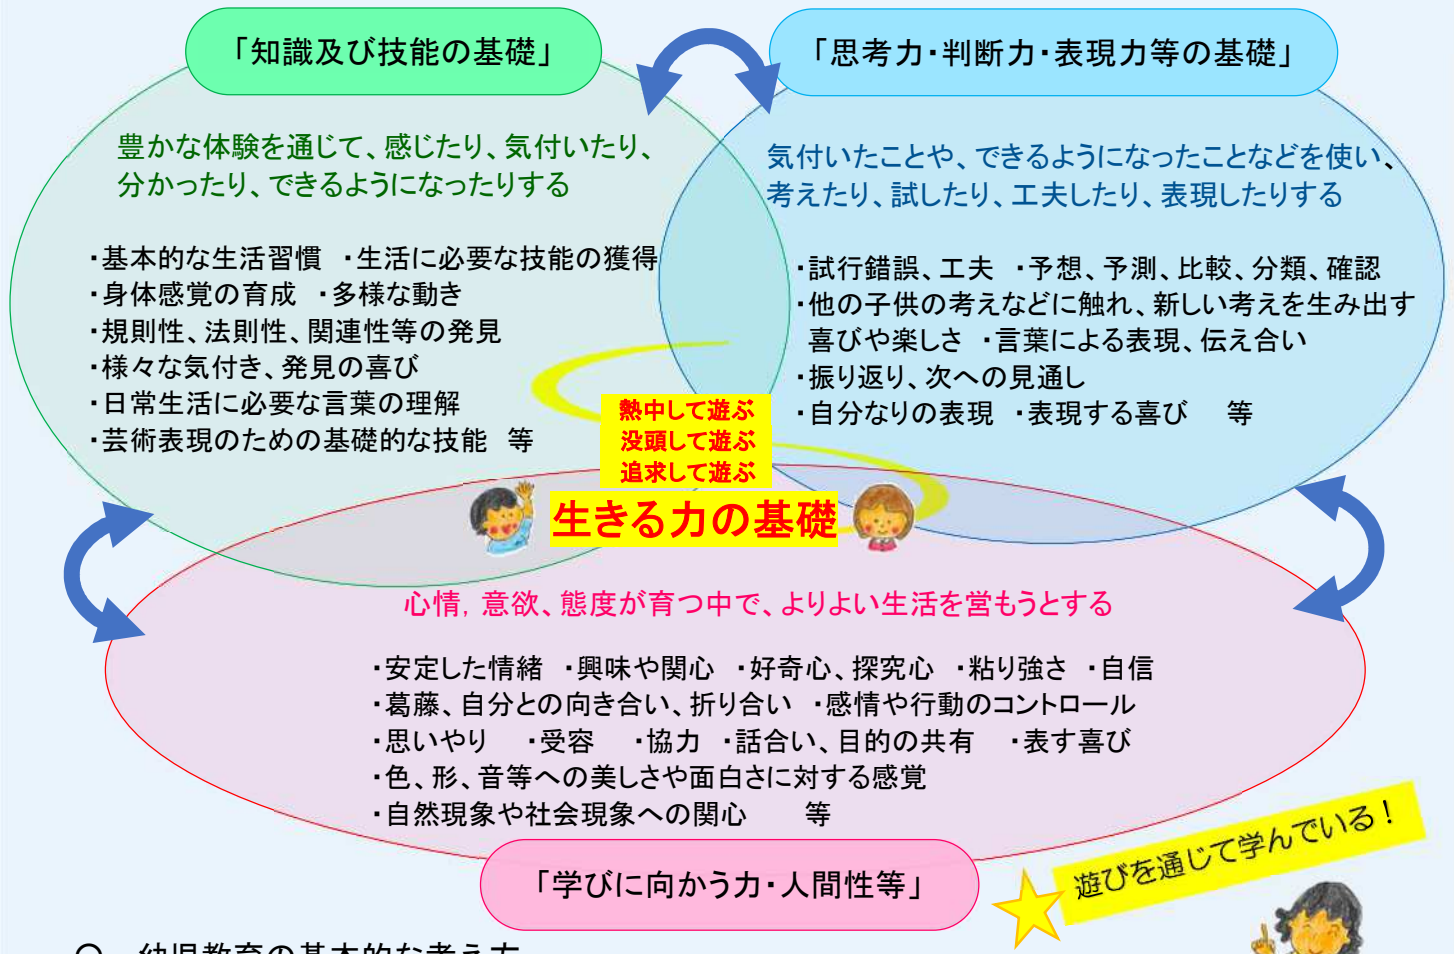 「知識及び技能の基礎」
豊かな体験を通じて、感じたり、気付いたり、
分かったり、できるようになったりする
・基本的な生活習慣　・生活に必要な技能の獲得
・身体感覚の育成　・多様な動き
・規則性、法則性、関連性等の発見
・様々な気付き、発見の喜び
・日常生活に必要な言葉の理解
・芸術表現のための基礎的な技能　等
「思考力・判断力・表現力等の基礎」
気付いたことや、できるようになったことなどを使い、
考えたり、試したり、工夫したり、表現したりする
・試行錯誤、工夫　・予想、予測、比較、分類、確認
・他の子供の考えなどに触れ、新しい考えを生み出す
喜びや楽しさ　・言葉による表現、伝え合い
・振り返り、次への見通し
・自分なりの表現　・表現する喜び　等
熱中して遊ぶ
没頭して遊ぶ
追求して遊ぶ
生きる力の基礎
心情，意欲、態度が育つ中で、よりよい生活を営もうとする
・安定した情緒　・興味や関心　・好奇心、探究心　・粘り強さ　・自信
・葛藤、自分との向き合い、折り合い　・感情や行動のコントロール
・思いやり　・受容　・協力　・話合い、目的の共有　・表す喜び
・色、形、音等への美しさや面白さに対する感覚
・自然現象や社会現象への関心　等
「学びに向かう力・人間性等」
遊びを通じて学んでいる！
○　幼児教育の基本的な考え方